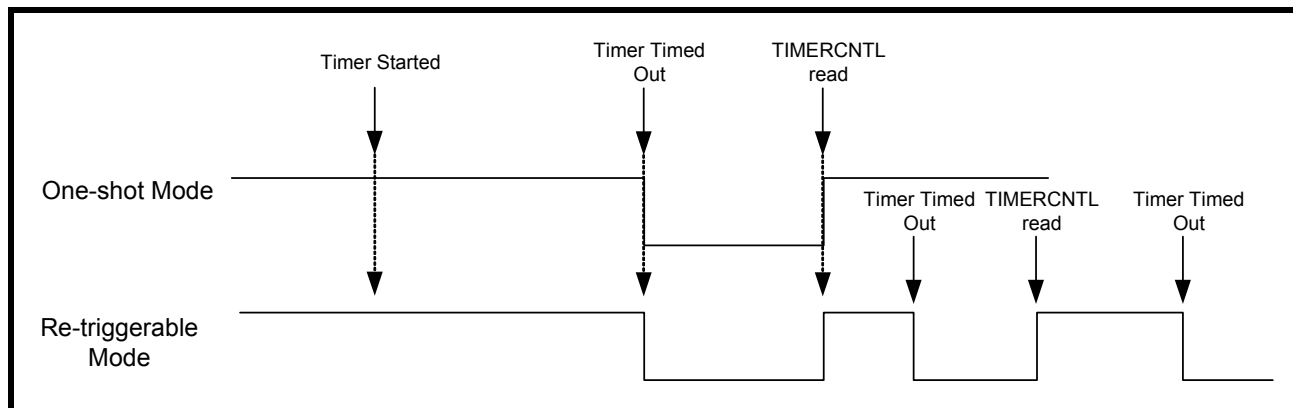 Timer Started
Timer Timed
Out
TIMERCNTL
read
One-shot Mode
Timer Timed
Out
TIMERCNTL
read
Timer Timed
Out
Re-triggerable
Mode